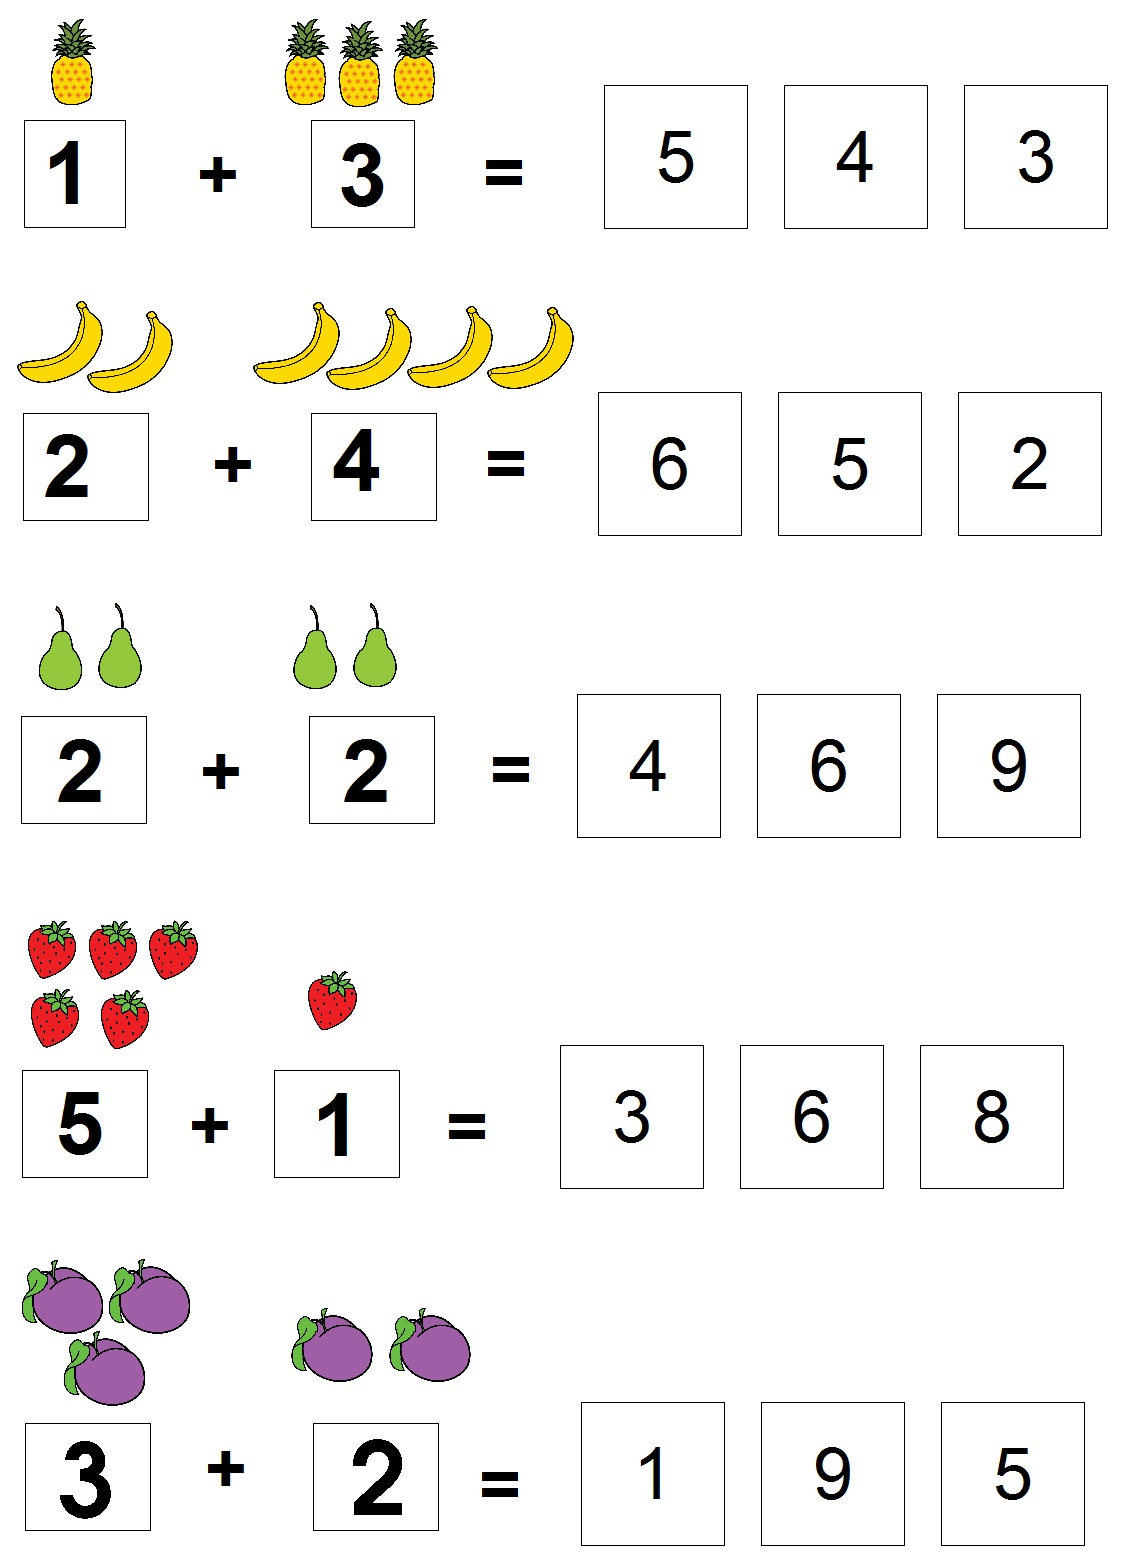 1 + 3 = 5 4 3
2 + 4 = 6 5 2
2 + 2 = 4 6 9
5 + 1 = 3 6 8
3 + 2 = 1 9 5